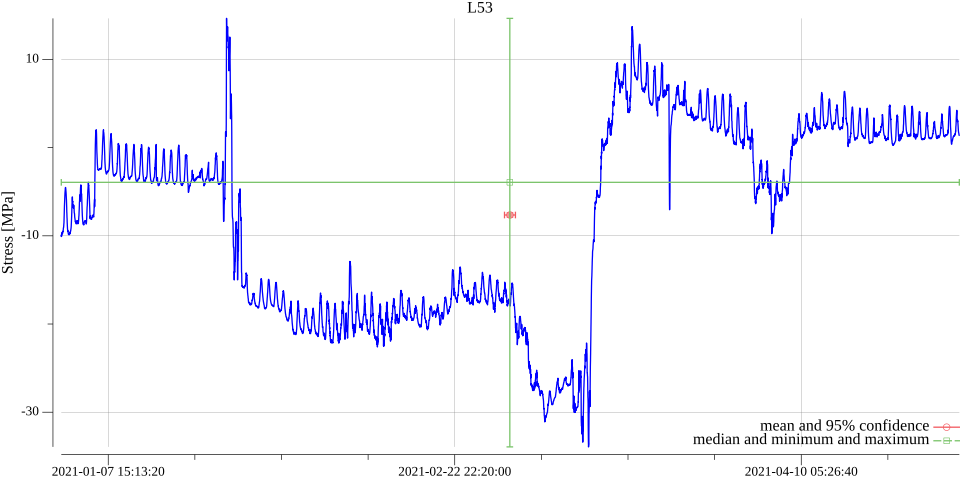 L53
Stress [MPa]
10
-10
-30
mean and 95% confidence
median and minimum and maximum
2021-01-07 15:13:20
2021-02-22 22:20:00
2021-04-10 05:26:40